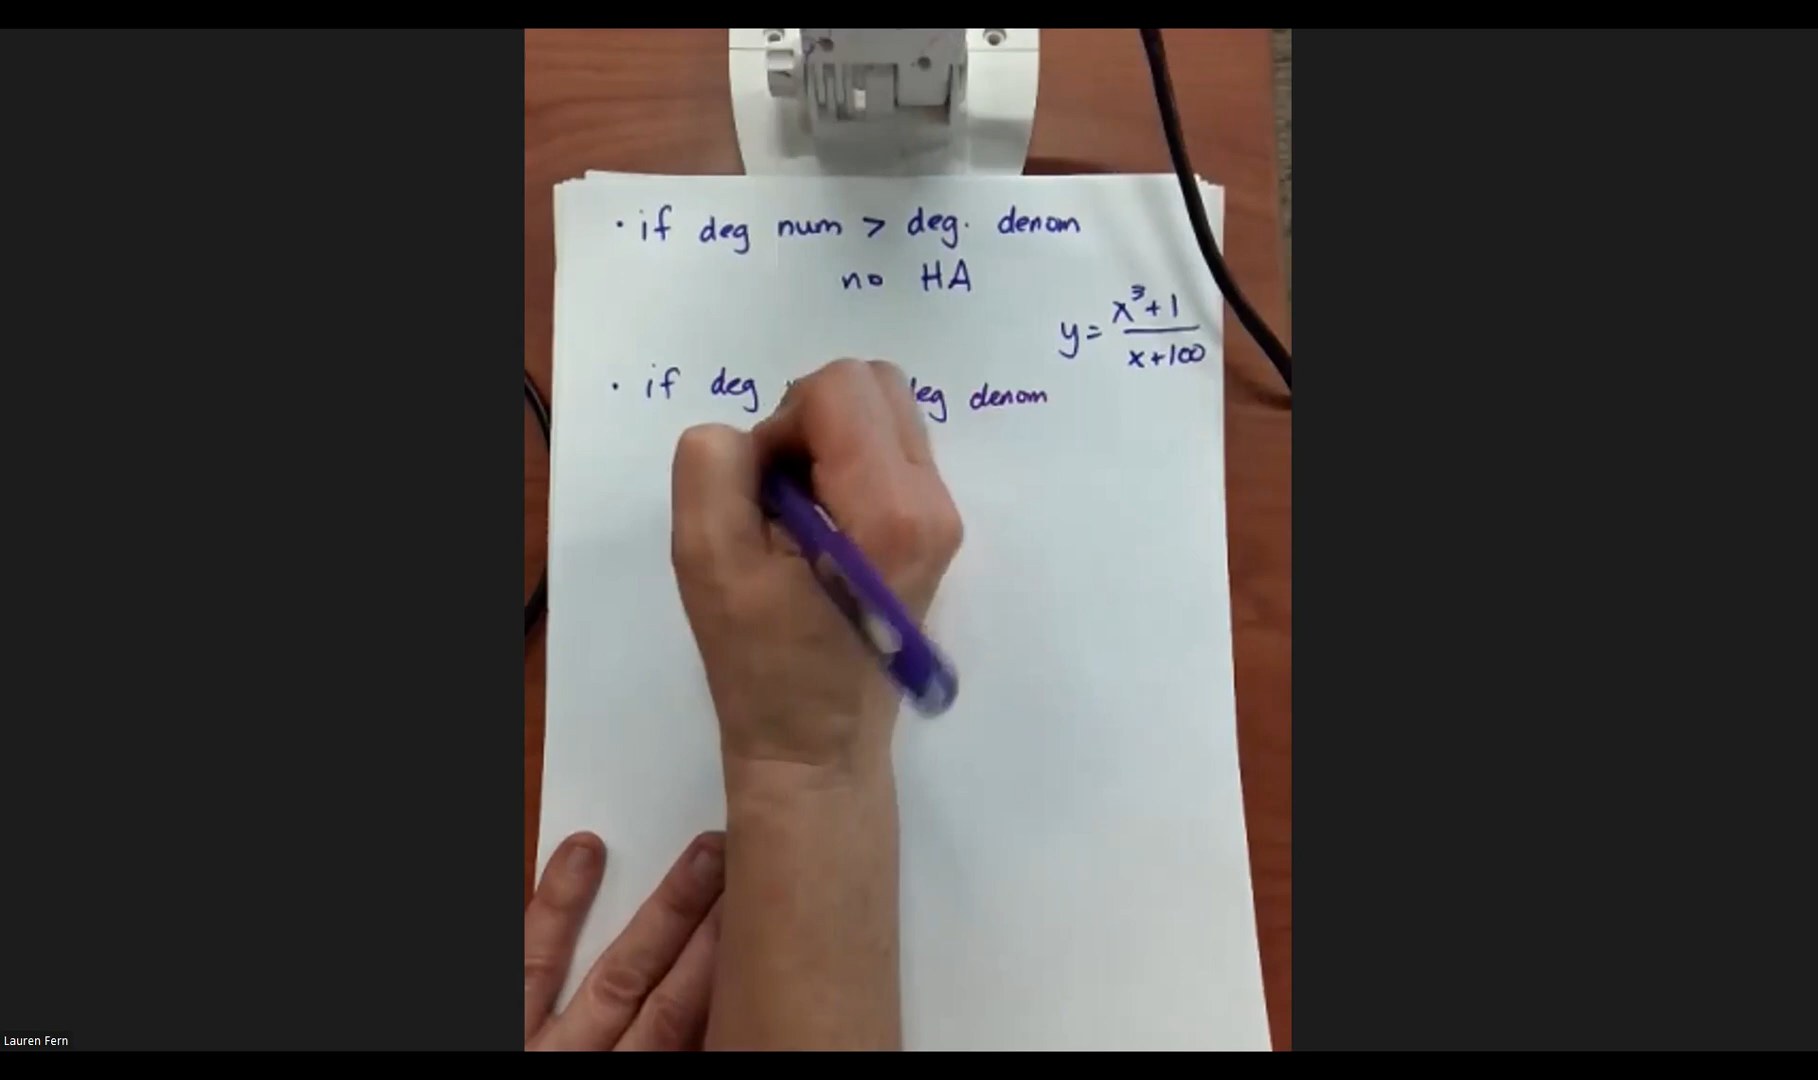 · if deg num > deg. denom
no HA
y = x³+1 / x+100
· if deg deg denom
Lauren Fern